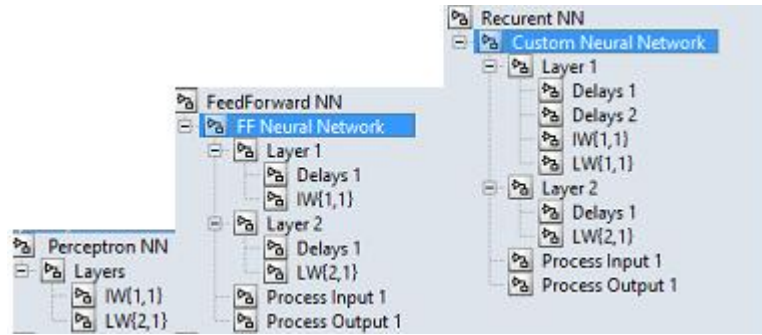 Perceptron NN
Layers
IW{1,1}
LW{2,1}
FeedForward NN
FF Neural Network
Layer 1
Delays 1
IW{1,1}
Layer 2
Delays 1
LW{2,1}
Process Input 1
Process Output 1
Recurent NN
Custom Neural Network
Layer 1
Delays 1
Delays 2
IW{1,1}
LW{1,1}
Layer 2
Delays 1
LW{2,1}
Process Input 1
Process Output 1